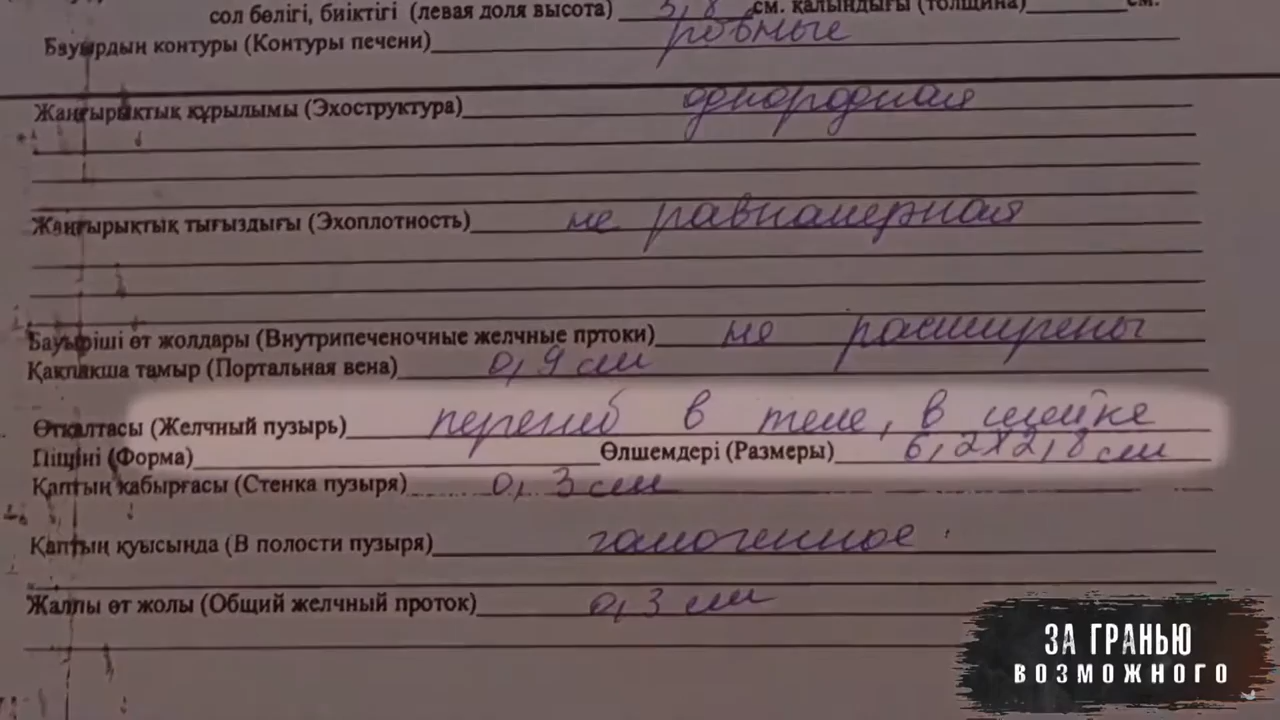 сол бөлігі, биіктігі (левая доля высота) 5,8 см. қалыңдығы (толщина) см.
Бауырдың контуры (Контуры печени) ровные
Жаңғырықтық құрылымы (Эхоструктура) однородная
Жаңғырықтық тығыздығы (Эхоплотность) не равномерная
Бауыріші өт жолдары (Внутрипеченочные желчные пртоки) не расширены
Қақпақша тамыр (Портальная вена) 0,9 см
Өтқалтасы (Желчный пузырь) перегиб в теле, в шейке
Пішіні (Форма) Өлшемдері (Размеры) 6,2х2,8 см
Қаптың қабырғасы (Стенка пузыря) 0,3 см
Қаптың қуысында (В полости пузыря) гомогенное
Жалпы өт жолы (Общий желчный проток) 0,3 см
ЗА ГРАНЬЮ
ВОЗМОЖНОГО